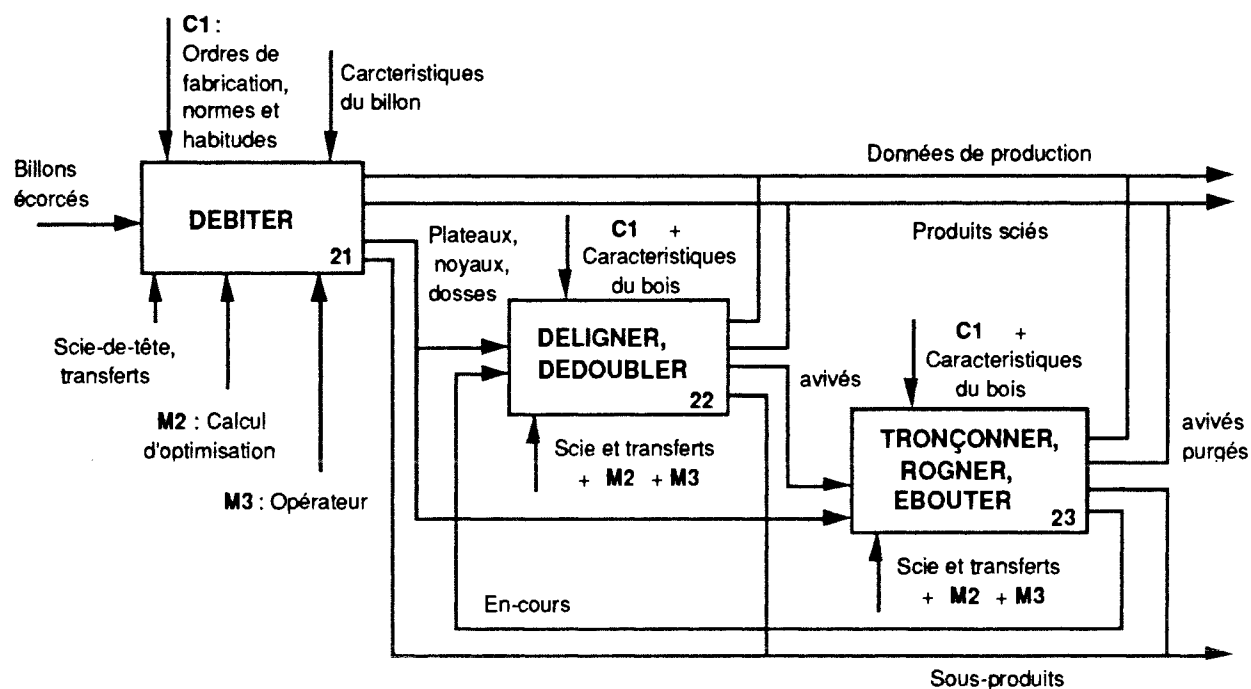 C1 :
Ordres de
fabrication,
normes et
habitudes
Carcteristiques
du billon
Billons
écorcés
DEBITER
21
Données de production
Produits sciés
Plateaux,
noyaux,
dosses
C1 +
Caracteristiques
du bois
Scie-de-tête,
transferts
DELIGNER,
DEDOUBLER
22
C1 +
Caracteristiques
du bois
avivés
M2 : Calcul
d'optimisation
Scie et transferts
+ M2 + M3
TRONÇONNER,
ROGNER,
EBOUTER
23
avivés
purgés
M3 : Opérateur
Scie et transferts
+ M2 + M3
En-cours
Sous-produits